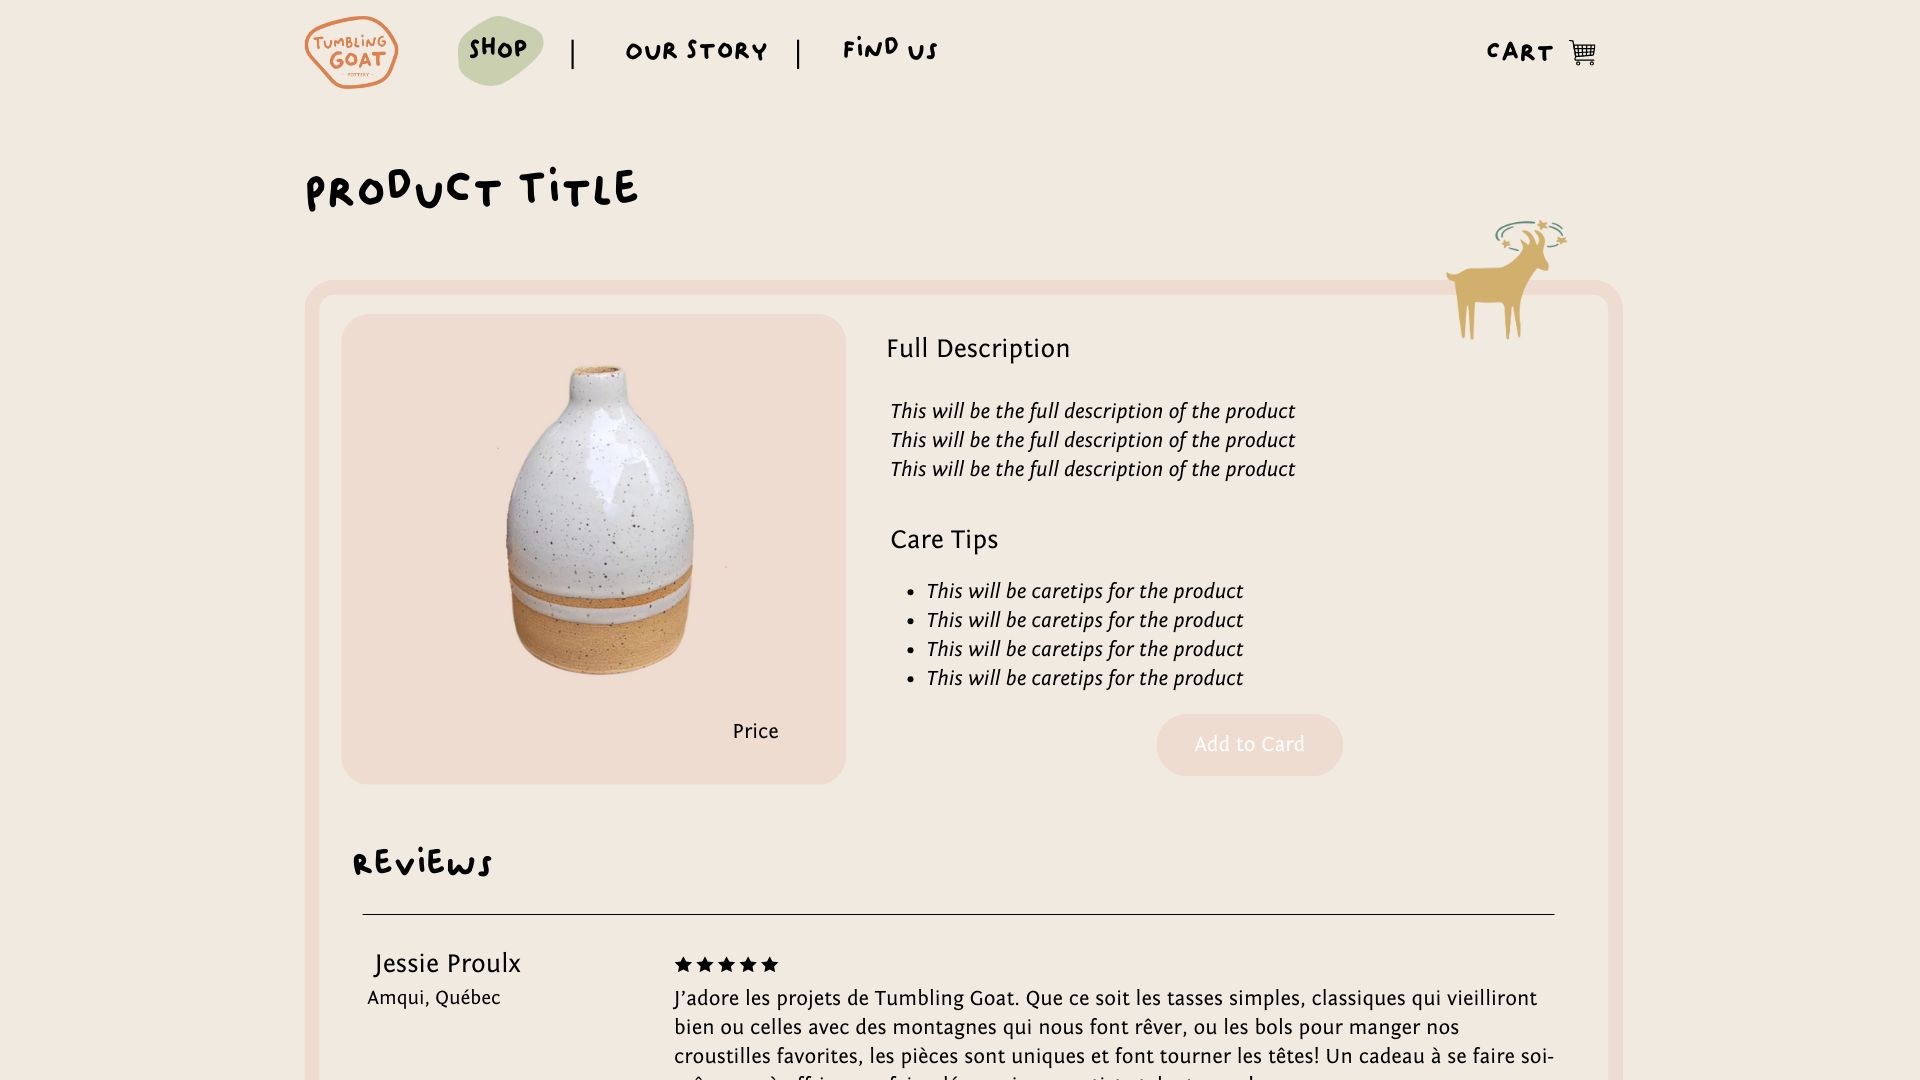 TUMBLING
GOAT
POTTERY
SHOP
OUR STORY
FIND US
CART
PRODUCT TITLE
Full Description
This will be the full description of the product
This will be the full description of the product
This will be the full description of the product
Care Tips
• This will be caretips for the product
• This will be caretips for the product
• This will be caretips for the product
• This will be caretips for the product
Price
Add to Card
REVIEWS
Jessie Proulx
Amqui, Québec
J’adore les projets de Tumbling Goat. Que ce soit les tasses simples, classiques qui vieilliront
bien ou celles avec des montagnes qui nous font rêver, ou les bols pour manger nos
croustilles favorites, les pièces sont uniques et font tourner les têtes! Un cadeau à se faire soi-